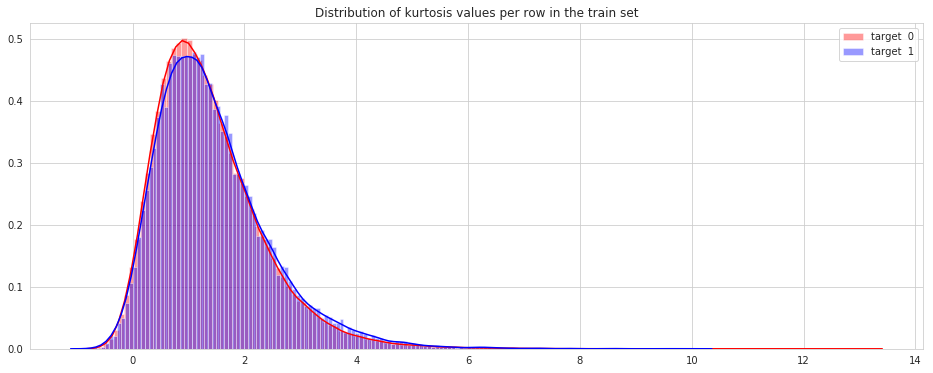 Distribution of kurtosis values per row in the train set
target 0
target 1
0.5
0.4
0.3
0.2
0.1
0.0
0 2 4 6 8 10 12 14